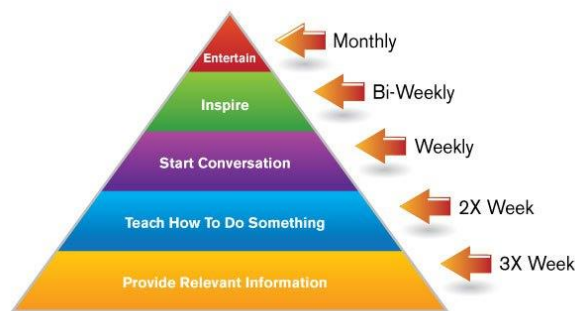 Entertain
Monthly
Inspire
Bi-Weekly
Start Conversation
Weekly
Teach How To Do Something
2X Week
Provide Relevant Information
3X Week